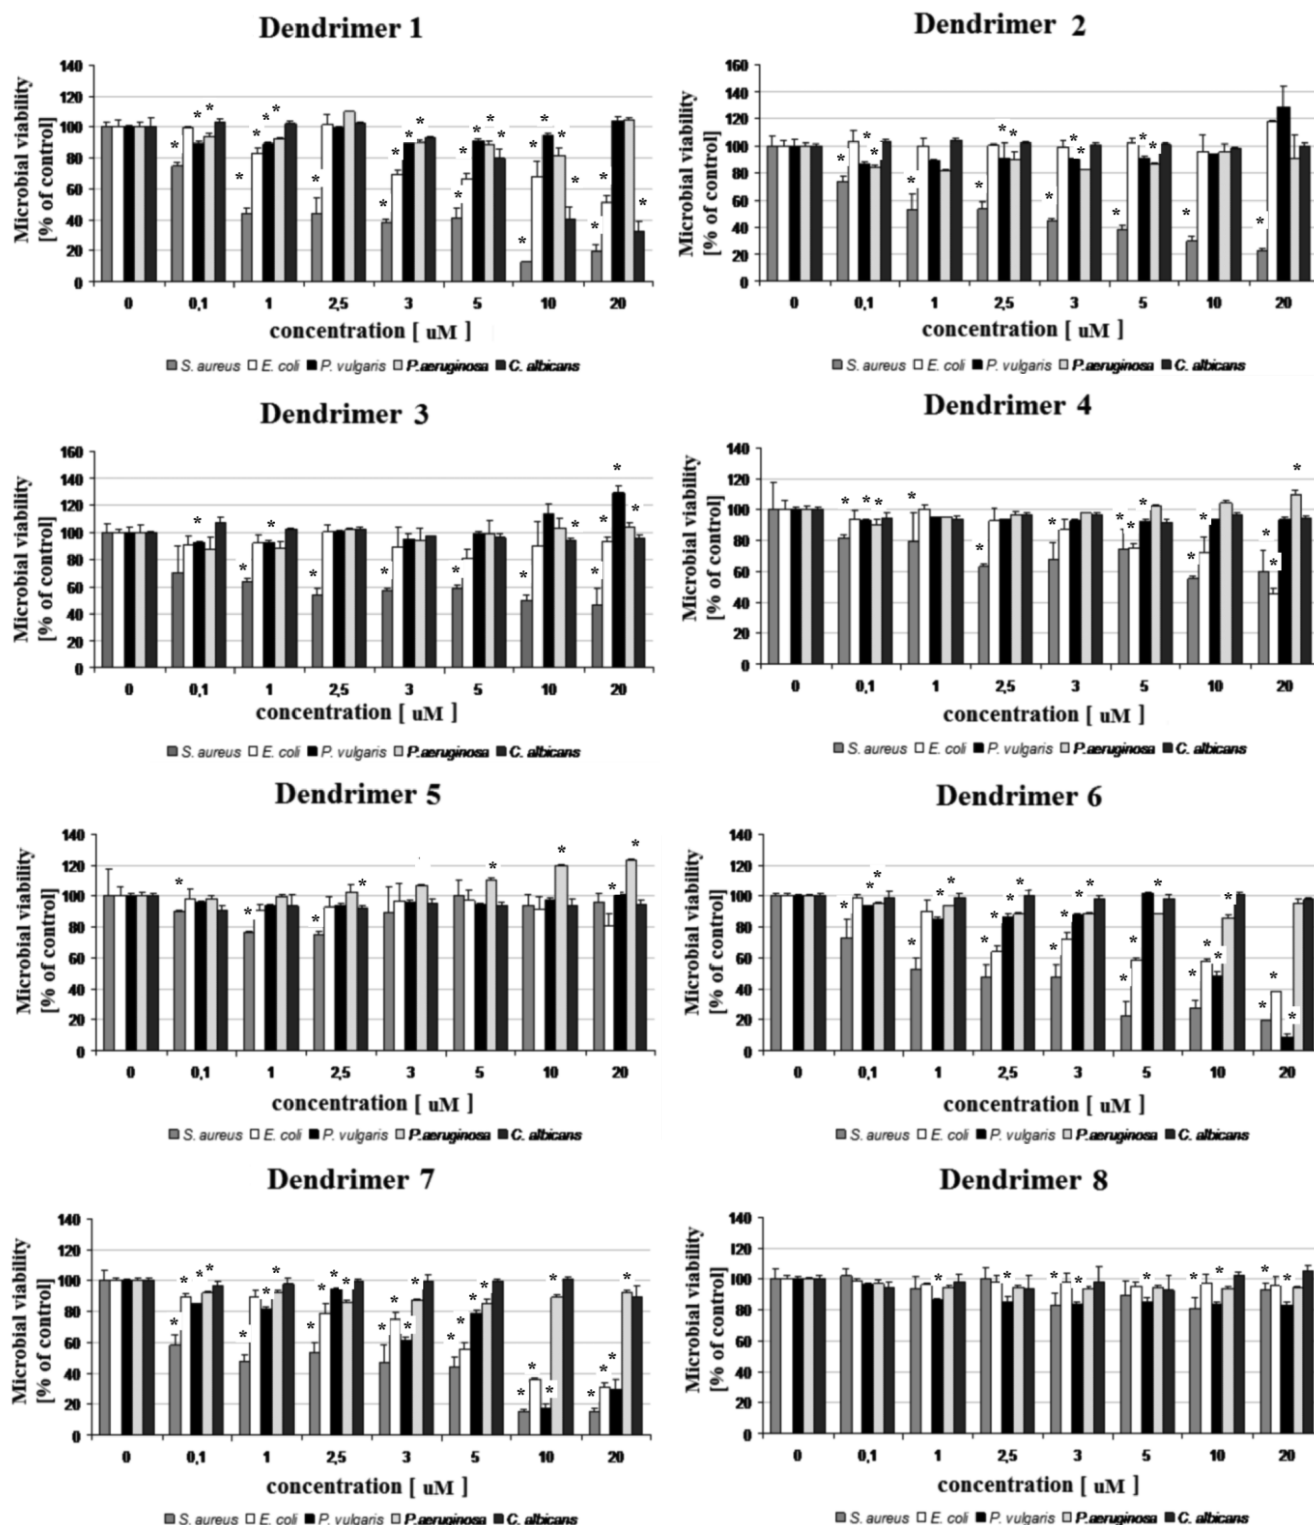 Dendrimer 1
Microbial viability
[% of control]
140
120
100
80
60
40
20
0
0 0,1 1 2,5 3 5 10 20
concentration [ uM ]
S. aureus E. coli P. vulgaris P.aeruginosa C. albicans
Dendrimer 2
Microbial viability
[% of control]
160
140
120
100
80
60
40
20
0
0 0,1 1 2,5 3 5 10 20
concentration [ uM ]
S. aureus E. coli P. vulgaris P.aeruginosa C. albicans
Dendrimer 3
Microbial viability
[% of control]
160
140
120
100
80
60
40
20
0
0 0,1 1 2,5 3 5 10 20
concentration [ uM ]
S. aureus E. coli P. vulgaris P.aeruginosa C. albicans
Dendrimer 4
Microbial viability
[% of control]
140
120
100
80
60
40
20
0
0 0,1 1 2,5 3 5 10 20
concentration [ uM ]
S. aureus E. coli P. vulgaris P.aeruginosa C. albicans
Dendrimer 5
Microbial viability
[% of control]
140
120
100
80
60
40
20
0
0 0,1 1 2,5 3 5 10 20
concentration [ uM ]
S. aureus E. coli P. vulgaris P.aeruginosa C. albicans
Dendrimer 6
Microbial viability
[% of control]
140
120
100
80
60
40
20
0
0 0,1 1 2,5 3 5 10 20
concentration [ uM ]
S. aureus E. coli P. vulgaris P.aeruginosa C. albicans
Dendrimer 7
Microbial viability
[% of control]
140
120
100
80
60
40
20
0
0 0,1 1 2,5 3 5 10 20
concentration [ uM ]
S. aureus E. coli P. vulgaris P.aeruginosa C. albicans
Dendrimer 8
Microbial viability
[% of control]
140
120
100
80
60
40
20
0
0 0,1 1 2,5 3 5 10 20
concentration [ uM ]
S. aureus E. coli P. vulgaris P.aeruginosa C. albicans